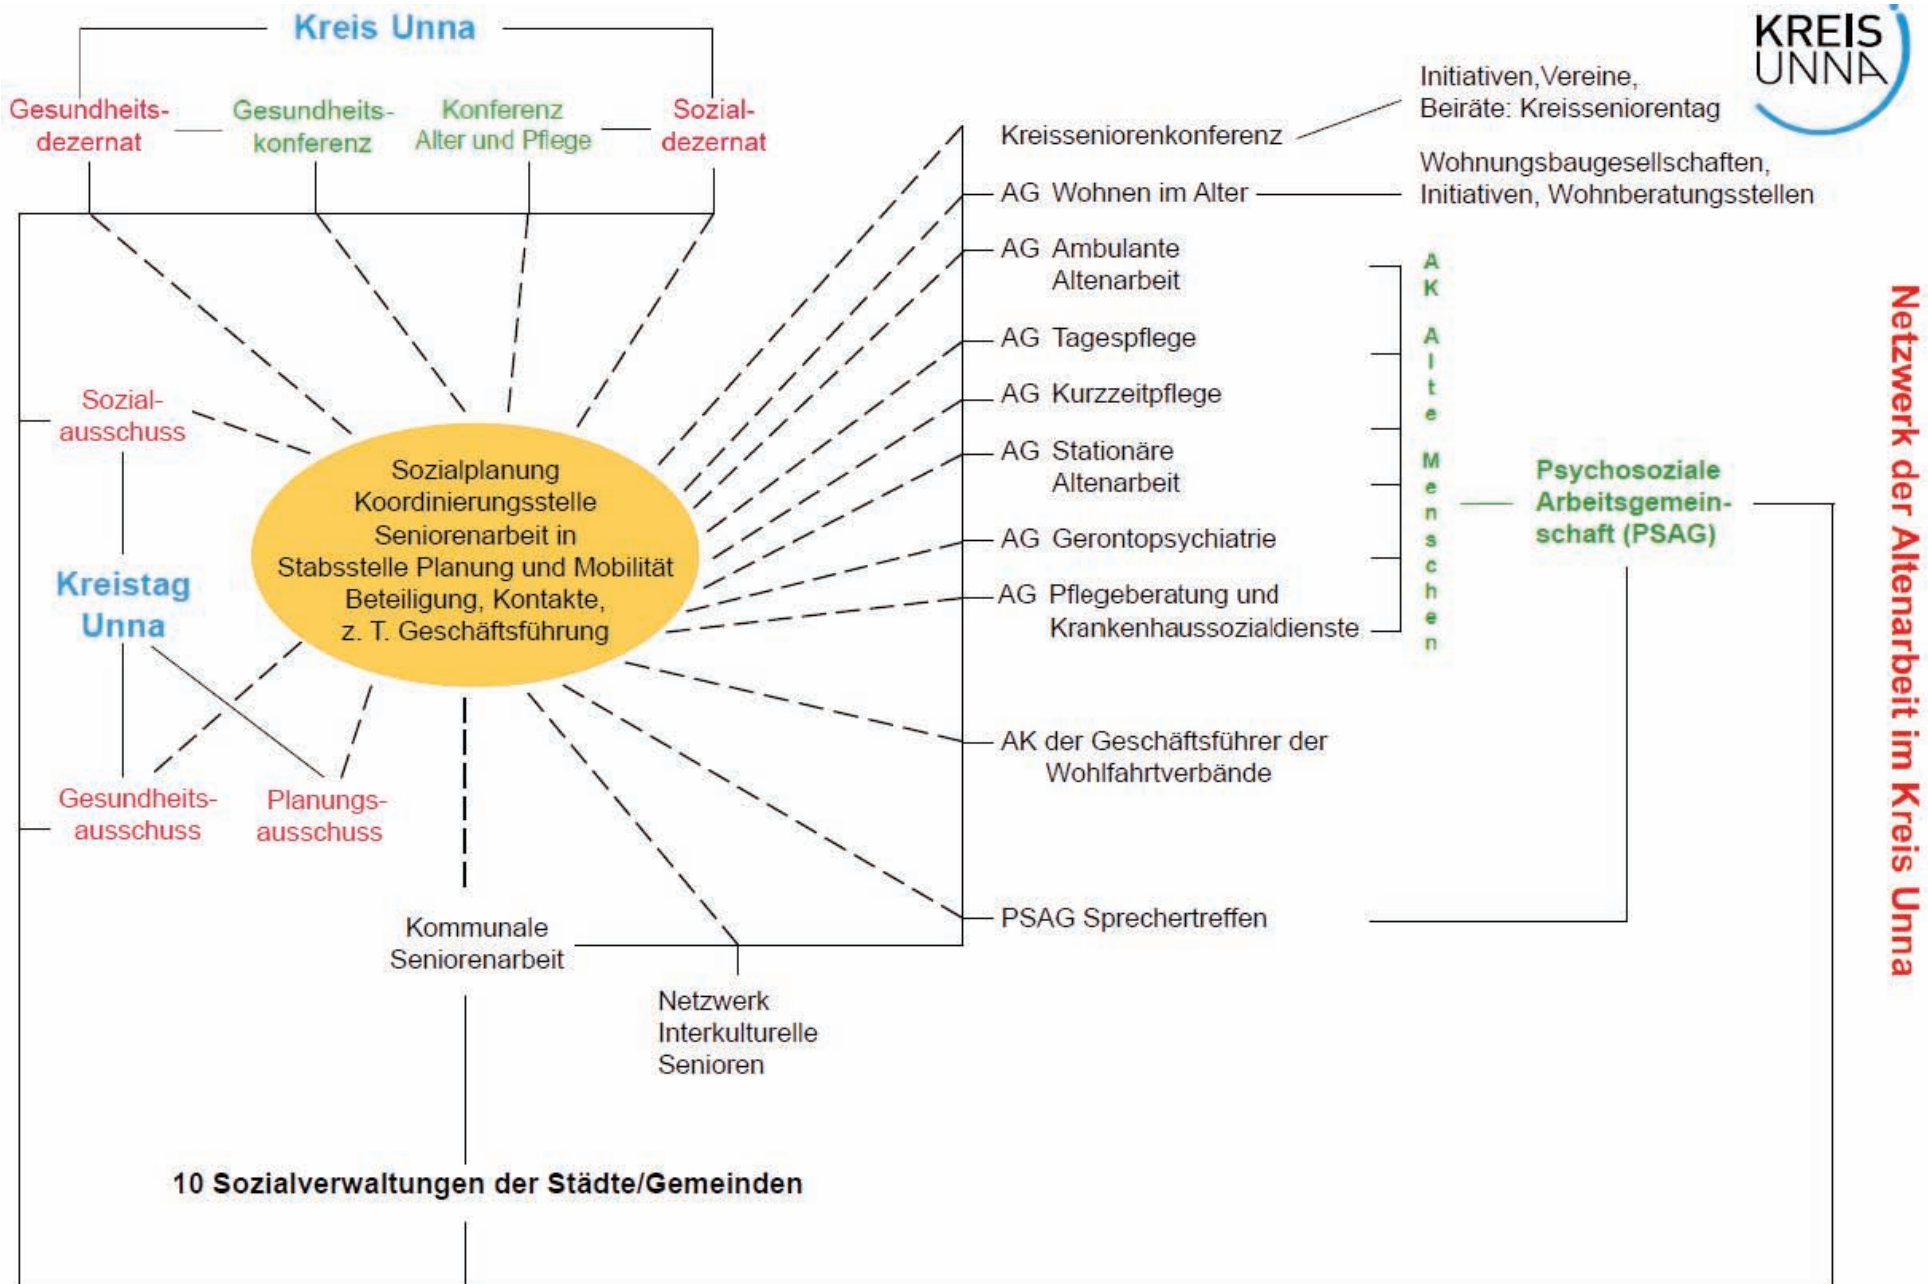 Kreis Unna
KREIS
UNNA
Gesundheits-
dezernat
Gesundheits-
konferenz
Konferenz
Alter und Pflege
Sozial-
dezernat
Initiativen,Vereine,
Beiräte: Kreisseniorentag
Kreisseniorenkonferenz
Wohnungsbaugesellschaften,
Initiativen, Wohnberatungsstellen
AG Wohnen im Alter
AG Ambulante
Altenarbeit
AG Tagespflege
AG Kurzzeitpflege
AG Stationäre
Altenarbeit
AG Gerontopsychiatrie
AG Pflegeberatung und
Krankenhaussozialdienste
AK Alte Menschen
Psychosoziale
Arbeitsgemein-
schaft (PSAG)
Netzwerk der Altenarbeit im Kreis Unna
Sozial-
ausschuss
Sozialplanung
Koordinierungsstelle
Seniorenarbeit in
Stabsstelle Planung und Mobilität
Beteiligung, Kontakte,
z. T. Geschäftsführung
Kreistag
Unna
Gesundheits-
ausschuss
Planungs-
ausschuss
AK der Geschäftsführer der
Wohlfahrtverbände
PSAG Sprechertreffen
Kommunale
Seniorenarbeit
Netzwerk
Interkulturelle
Senioren
10 Sozialverwaltungen der Städte/Gemeinden